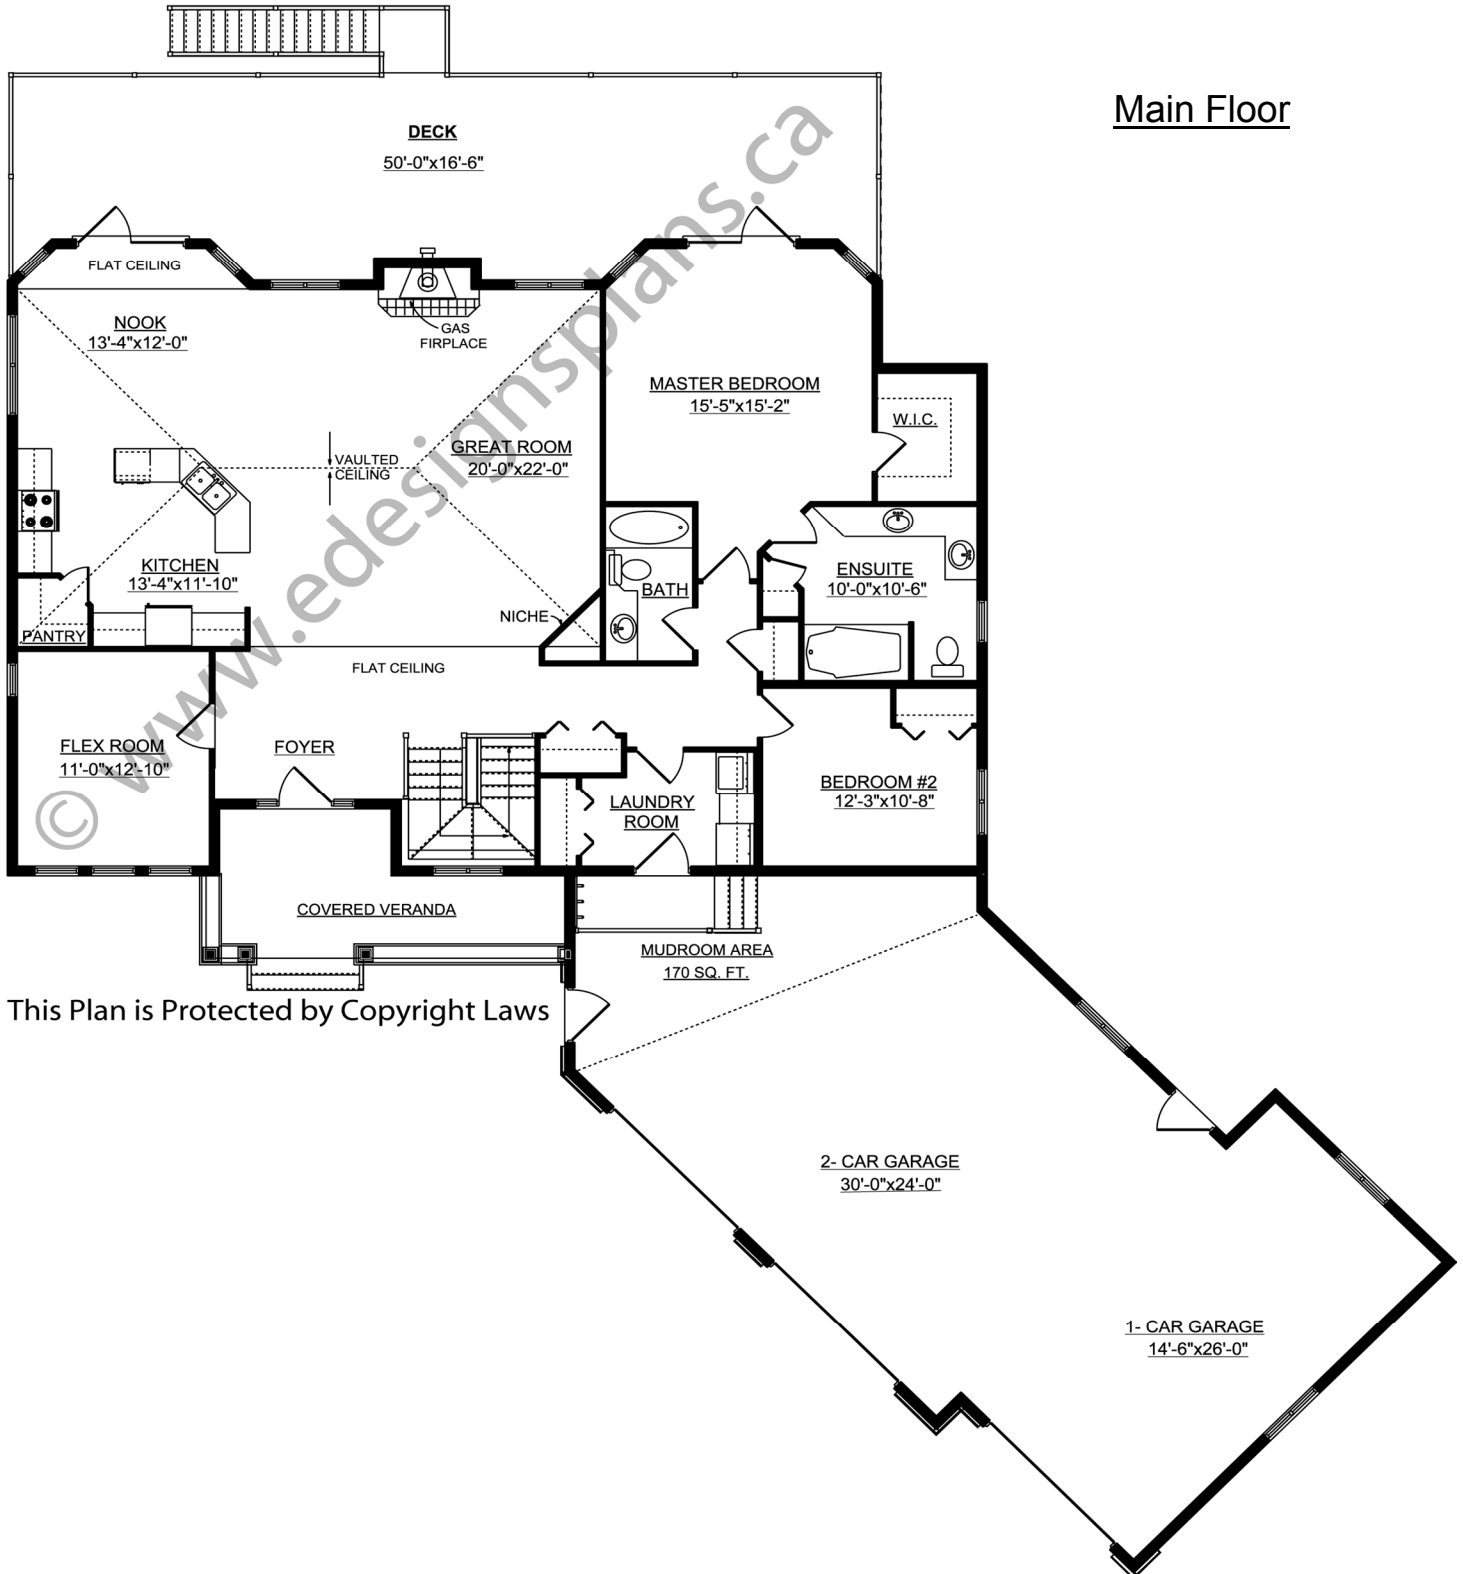 Main Floor
DECK
50'-0"x16'-6"
FLAT CEILING
NOOK
13'-4"x12'-0"
GAS
FIRPLACE
MASTER BEDROOM
15'-5"x15'-2"
W.I.C.
GREAT ROOM
20'-0"x22'-0"
VAULTED
CEILING
KITCHEN
13'-4"x11'-10"
ENSUITE
10'-0"x10'-6"
BATH
NICHE
PANTRY
FLAT CEILING
FLEX ROOM
11'-0"x12'-10"
FOYER
BEDROOM #2
12'-3"x10'-8"
LAUNDRY
ROOM
COVERED VERANDA
MUDROOM AREA
170 SQ. FT.
This Plan is Protected by Copyright Laws
2- CAR GARAGE
30'-0"x24'-0"
1- CAR GARAGE
14'-6"x26'-0"
© www.edesignsplans.ca